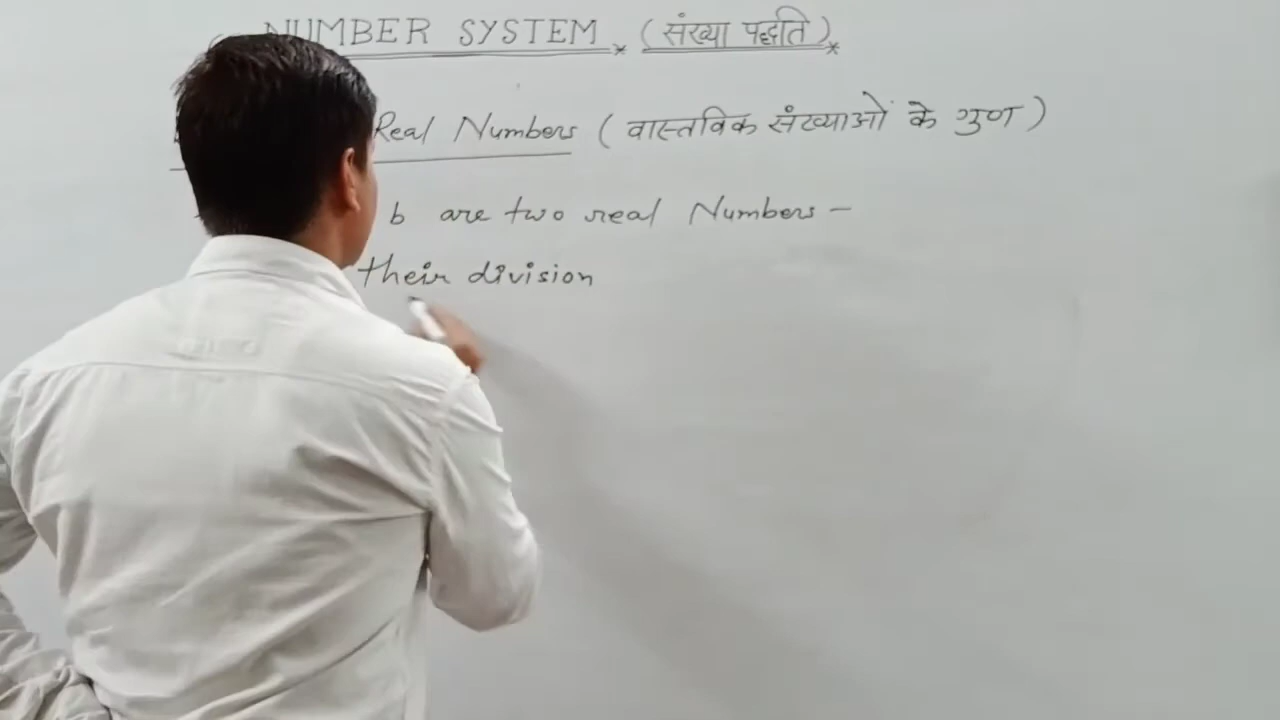 NUMBER SYSTEM (संख्या पद्धति)
Real Numbers (वास्तविक संख्याओं के गुण)
b are two real Numbers -
their division